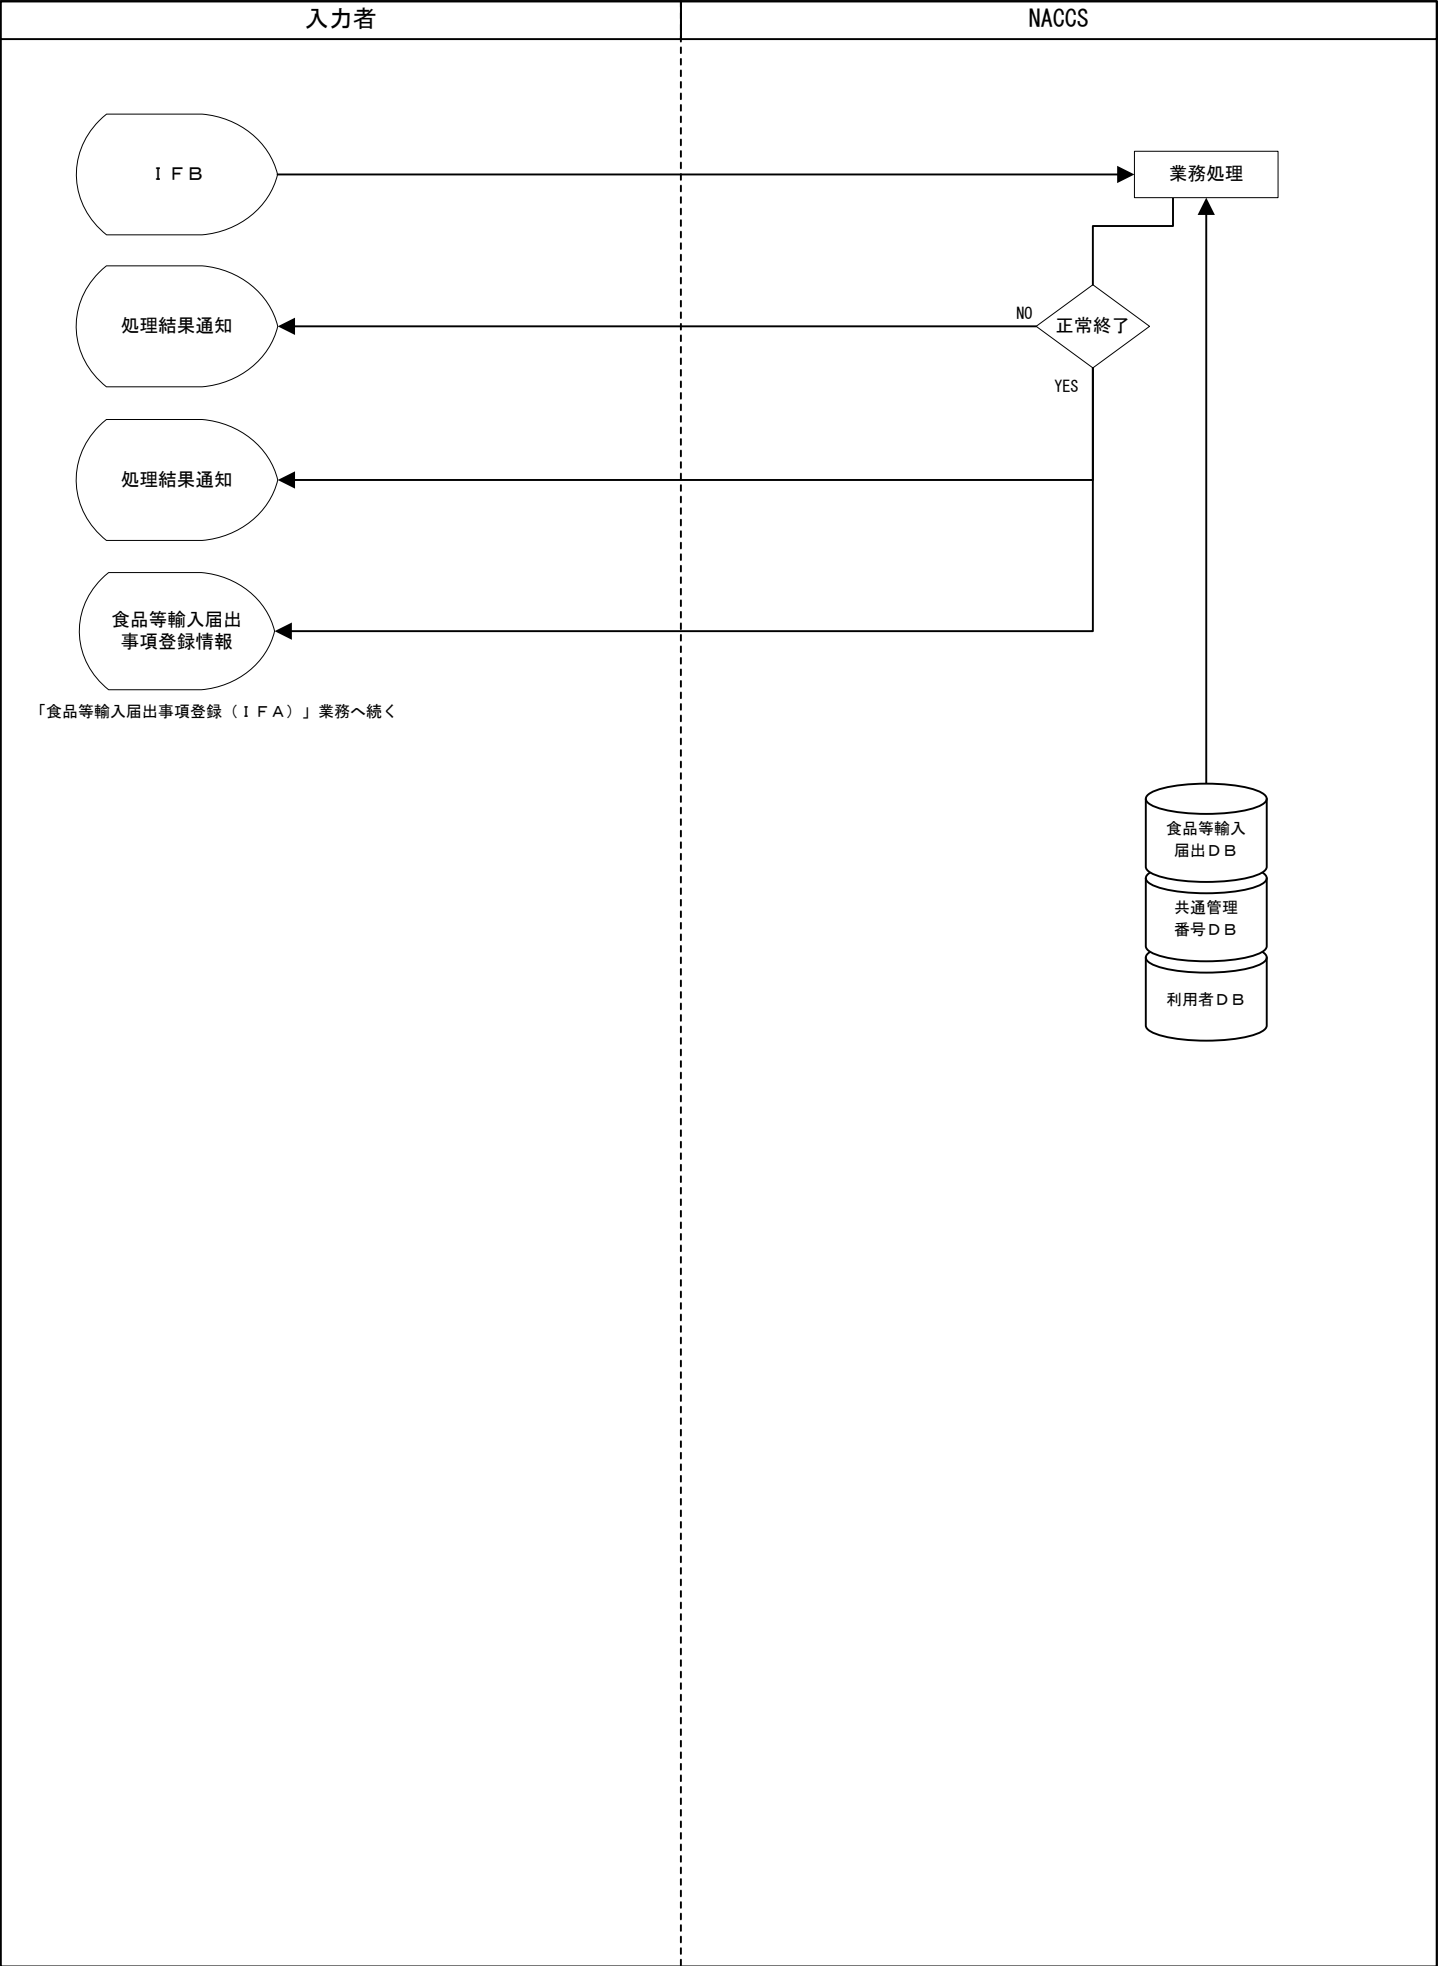 入力者
NACCS
ＩＦＢ
業務処理
処理結果通知
NO
正常終了
YES
処理結果通知
食品等輸入届出
事項登録情報
「食品等輸入届出事項登録（ＩＦＡ）」業務へ続く
食品等輸入
届出ＤＢ
共通管理
番号ＤＢ
利用者ＤＢ